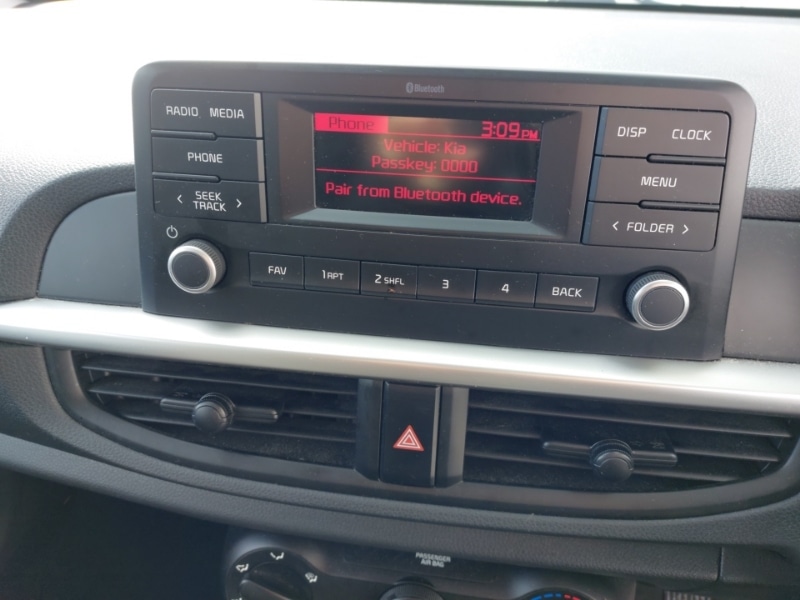 Bluetooth
RADIO MEDIA
PHONE
< SEEK TRACK >
Phone 3:09 PM
Vehicle: Kia
Passkey: 0000
Pair from Bluetooth device.
DISP CLOCK
MENU
< FOLDER >
FAV 1 RPT 2 SHFL 3 4 BACK
PASSENGER
AIR BAG